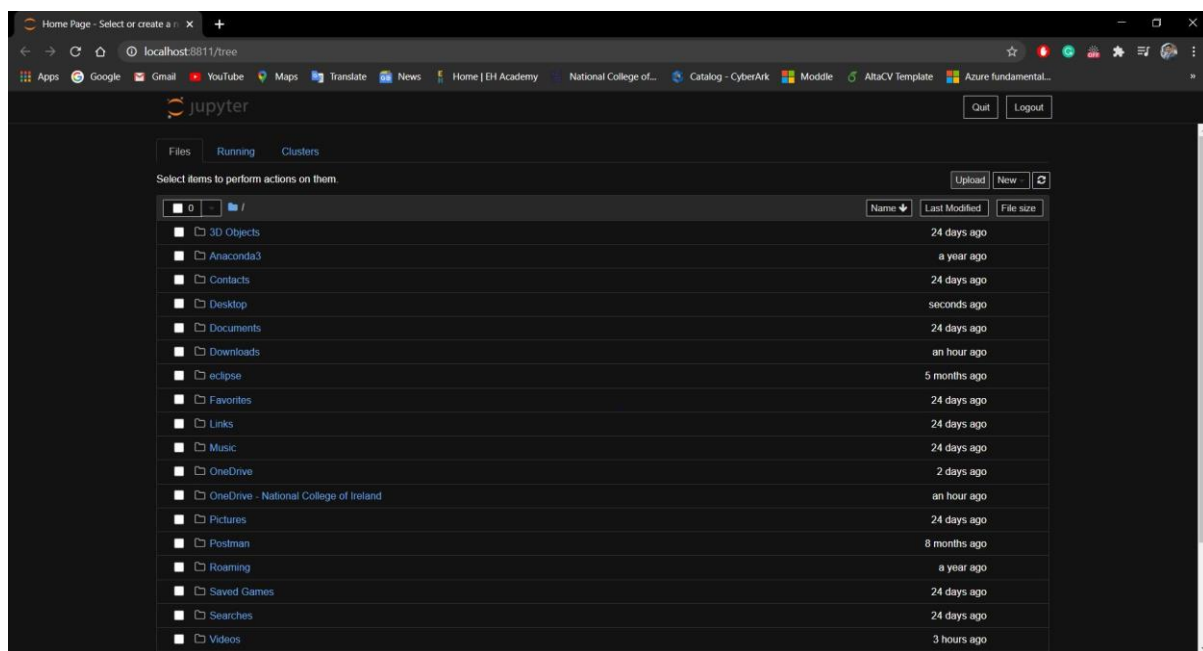 Home Page - Select or create a n
localhost:8811/tree
Apps Google Gmail YouTube Maps Translate News Home | EH Academy National College of... Catalog - CyberArk Moddle AltaCV Template Azure fundamental... »
OFF
jupyter Quit Logout
Files Running Clusters
Select items to perform actions on them. Upload New
0 / Name Last Modified File size
3D Objects 24 days ago
Anaconda3 a year ago
Contacts 24 days ago
Desktop seconds ago
Documents 24 days ago
Downloads an hour ago
eclipse 5 months ago
Favorites 24 days ago
Links 24 days ago
Music 24 days ago
OneDrive 2 days ago
OneDrive - National College of Ireland an hour ago
Pictures 24 days ago
Postman 8 months ago
Roaming a year ago
Saved Games 24 days ago
Searches 24 days ago
Videos 3 hours ago